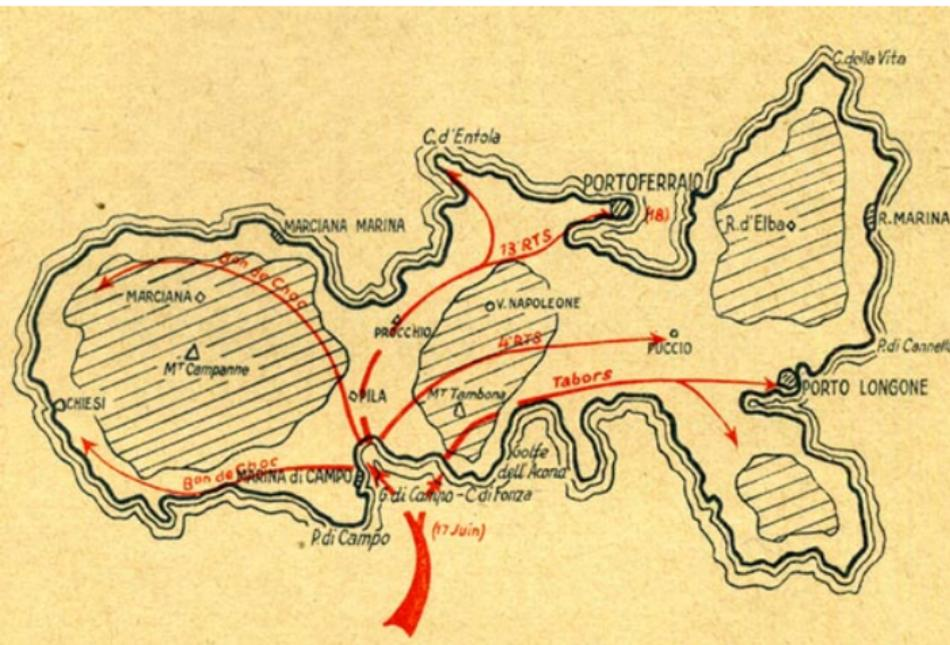 C. della Vita
C. d'Enfola
PORTOFERRAIO
(18)
R. d'Elba
R. MARINA
MARCIANA MARINA
Bon de Choc
13° RTS
MARCIANA
V. NAPOLEONE
PROCCHIO
4° RTS
PUCCIO
P. di Cannelle
Mt Campanne
Tabors
PORTO LONGONE
PILA
Mt Tambona
CHIESI
Golfe
dell'Acona
Bon de Choc
MARINA di CAMPO
G. di Campo - C. di Fonza
P. di Campo
(17 Juin)